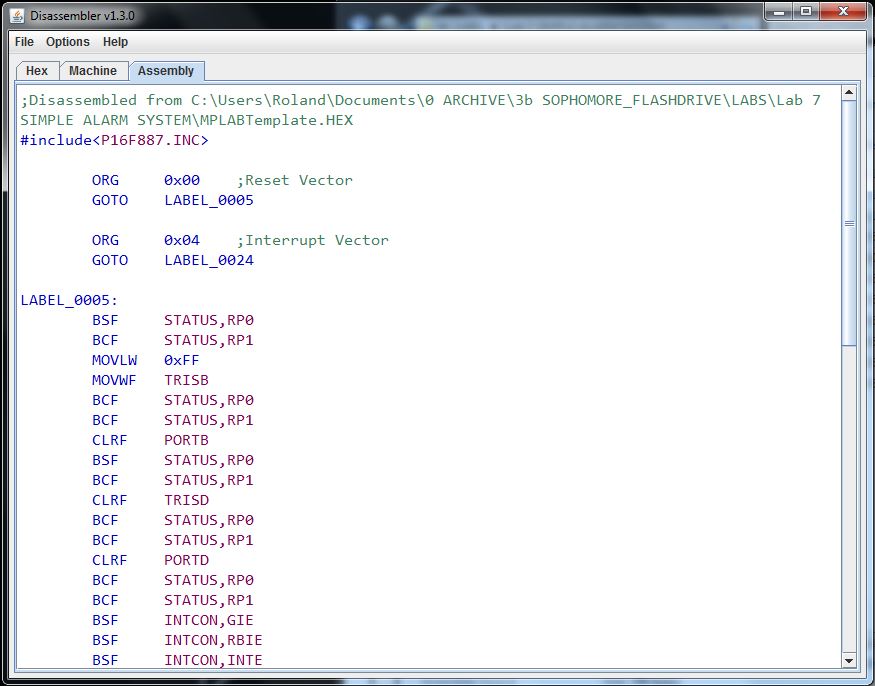 Disassembler v1.3.0
File Options Help
Hex Machine Assembly
;Disassembled from C:\Users\Roland\Documents\0 ARCHIVE\3b SOPHOMORE_FLASHDRIVE\LABS\Lab 7
SIMPLE ALARM SYSTEM\MPLABTemplate.HEX
#include<P16F887.INC>
ORG 0x00 ;Reset Vector
GOTO LABEL_0005
ORG 0x04 ;Interrupt Vector
GOTO LABEL_0024
LABEL_0005:
BSF STATUS,RP0
BCF STATUS,RP1
MOVLW 0xFF
MOVWF TRISB
BCF STATUS,RP0
BCF STATUS,RP1
CLRF PORTB
BSF STATUS,RP0
BCF STATUS,RP1
CLRF TRISD
BCF STATUS,RP0
BCF STATUS,RP1
CLRF PORTD
BCF STATUS,RP0
BCF STATUS,RP1
BSF INTCON,GIE
BSF INTCON,RBIE
BSF INTCON,INTE